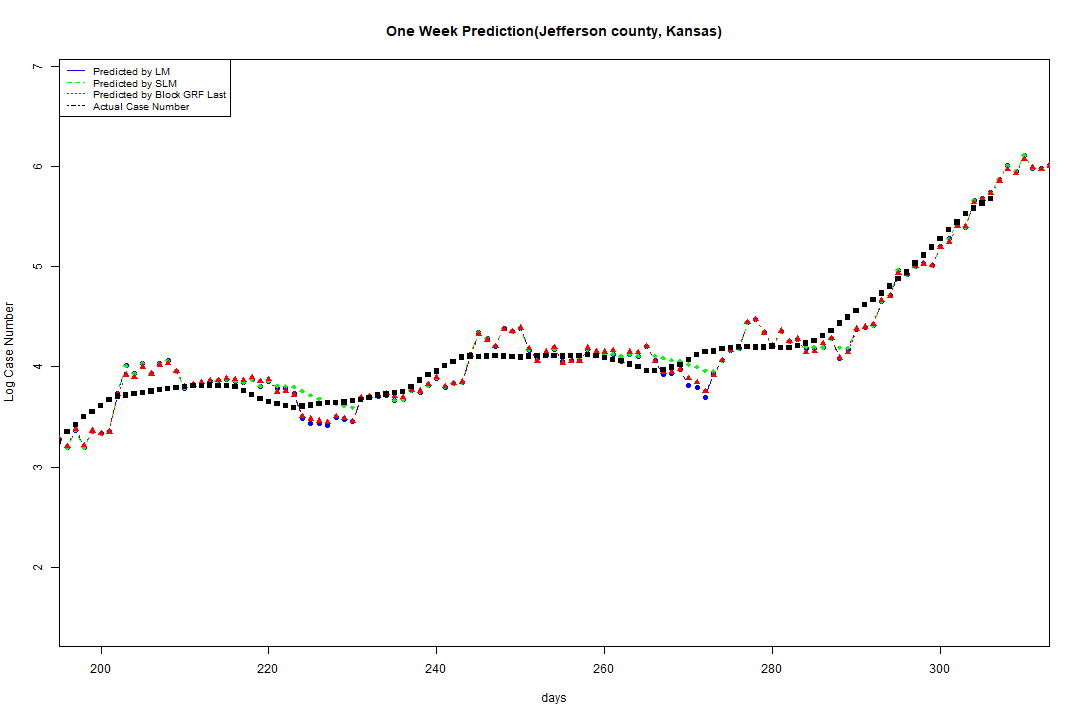 One Week Prediction(Jefferson county, Kansas)
Predicted by LM
Predicted by SLM
Predicted by Block GRF Last
Actual Case Number
7
6
5
4
3
2
Log Case Number
200 220 240 260 280 300
days